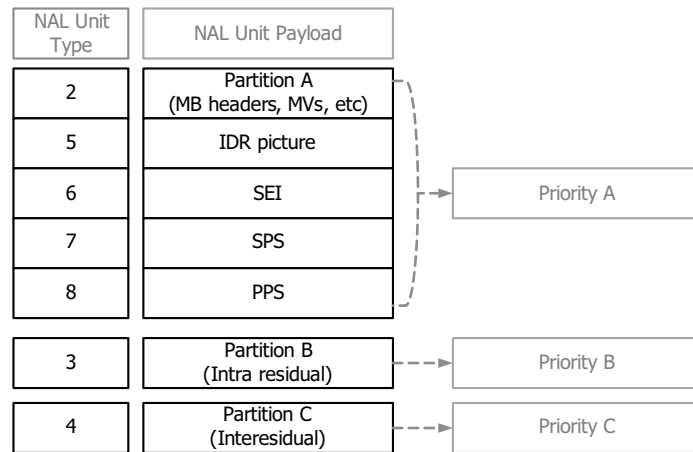 NAL Unit
Type
NAL Unit Payload
2
Partition A
(MB headers, MVs, etc)
5
IDR picture
6
SEI
Priority A
7
SPS
8
PPS
3
Partition B
(Intra residual)
Priority B
4
Partition C
(Interesidual)
Priority C